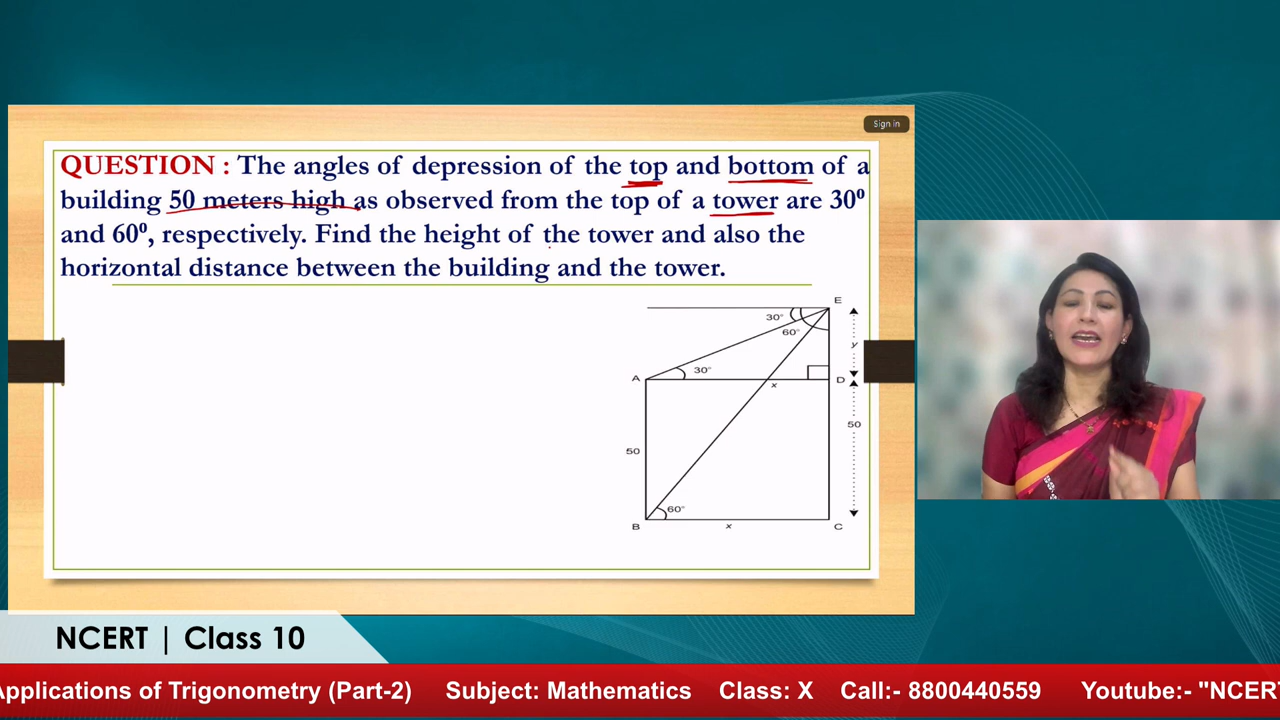 Sign in
QUESTION : The angles of depression of the top and bottom of a
building 50 meters high as observed from the top of a tower are 30⁰
and 60⁰, respectively. Find the height of the tower and also the
horizontal distance between the building and the tower.
E
30°
60°
y
A
30°
D
x
50
50
60°
B
x
C
NCERT | Class 10
Applications of Trigonometry (Part-2) Subject: Mathematics Class: X Call:- 8800440559 Youtube:- "NCERT